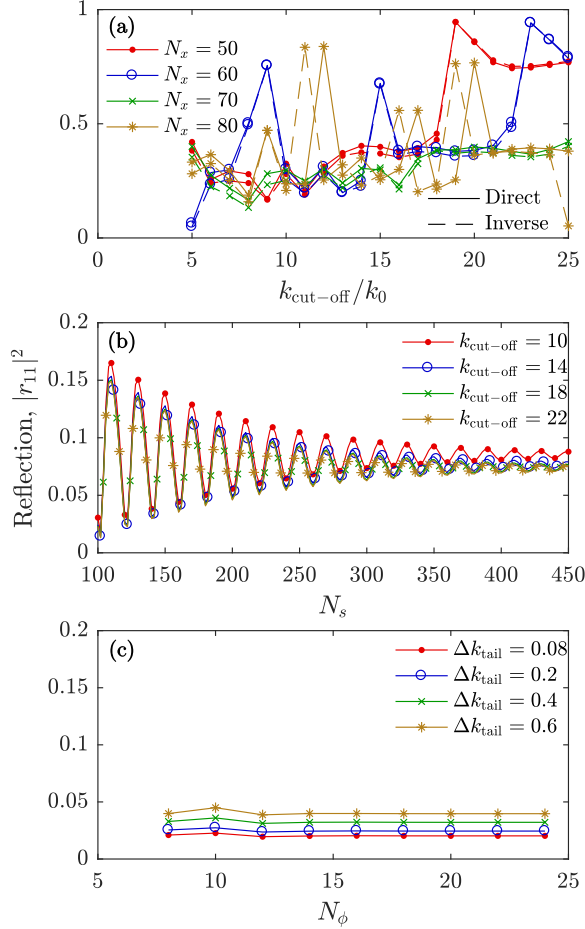 1
(a)
N_x = 50
N_x = 60
N_x = 70
N_x = 80
0.5
Direct
Inverse
0
0 5 10 15 20 25
k_cut−off/k_0
0.2
(b)
k_cut−off = 10
k_cut−off = 14
k_cut−off = 18
k_cut−off = 22
0.15
0.1
0.05
0
Reflection, |r_11|^2
100 150 200 250 300 350 400 450
N_s
0.2
(c)
Δk_tail = 0.08
Δk_tail = 0.2
Δk_tail = 0.4
Δk_tail = 0.6
0.15
0.1
0.05
0
5 10 15 20 25
N_ϕ